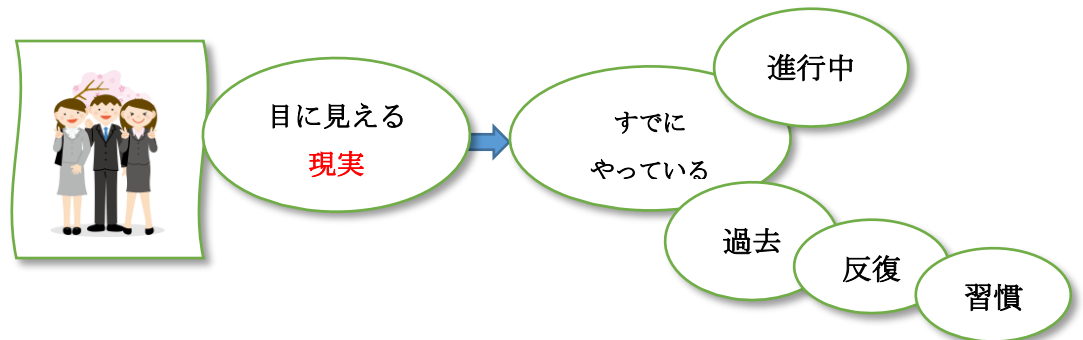 目に見える
現実
すでに
やっている
進行中
過去
反復
習慣